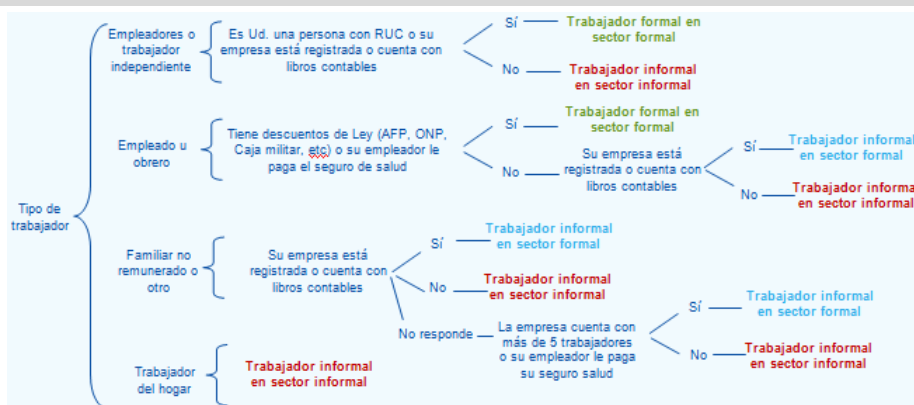 Tipo de
trabajador
Empleadores o
trabajador
independiente
Es Ud. una persona con RUC o su
empresa está registrada o cuenta con
libros contables
Sí
Trabajador formal en
sector formal
No
Trabajador informal
en sector informal
Empleado u
obrero
Tiene descuentos de Ley (AFP, ONP,
Caja militar, etc) o su empleador le
paga el seguro de salud
Sí
Trabajador formal en
sector formal
No
Su empresa está
registrada o cuenta con
libros contables
Sí
Trabajador informal
en sector formal
No
Trabajador informa
en sector informal
Familiar no
remunerado o
otro
Su empresa está
registrada o cuenta con
libros contables
Sí
Trabajador informal
en sector formal
No
Trabajador informal
en sector informal
No responde
La empresa cuenta con
más de 5 trabajadores
o su empleador le paga
su seguro salud
Sí
Trabajador informal
en sector formal
No
Trabajador informal
en sector informal
Trabajador
del hogar
Trabajador informal
en sector informal